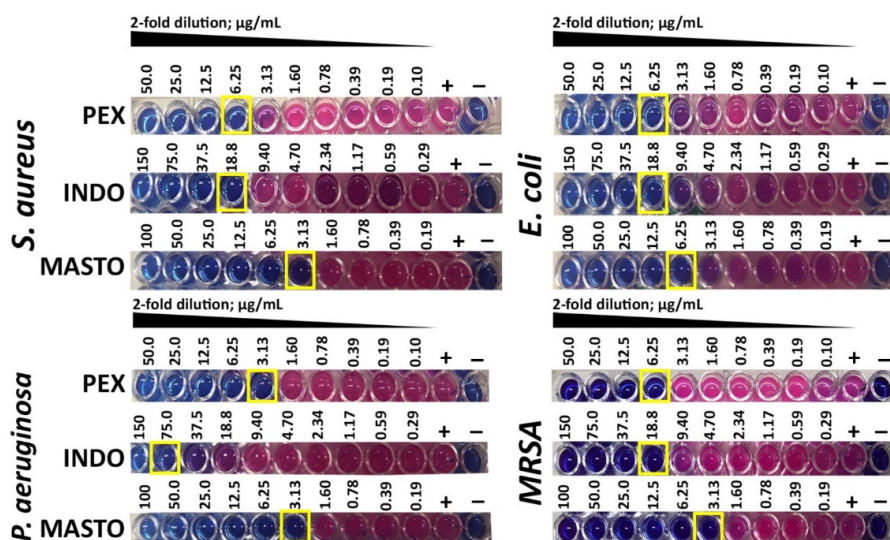 2-fold dilution; µg/mL
50.0 25.0 12.5 6.25 3.13 1.60 0.78 0.39 0.19 0.10 + −
PEX
150 75.0 37.5 18.8 9.40 4.70 2.34 1.17 0.59 0.29 + −
INDO
100 50.0 25.0 12.5 6.25 3.13 1.60 0.78 0.39 0.19 + −
MASTO
S. aureus
2-fold dilution; µg/mL
50.0 25.0 12.5 6.25 3.13 1.60 0.78 0.39 0.19 0.10 + −
150 75.0 37.5 18.8 9.40 4.70 2.34 1.17 0.59 0.29 + −
100 50.0 25.0 12.5 6.25 3.13 1.60 0.78 0.39 0.19 + −
E. coli
2-fold dilution; µg/mL
50.0 25.0 12.5 6.25 3.13 1.60 0.78 0.39 0.19 0.10 + −
PEX
150 75.0 37.5 18.8 9.40 4.70 2.34 1.17 0.59 0.29 + −
INDO
100 50.0 25.0 12.5 6.25 3.13 1.60 0.78 0.39 0.19 + −
MASTO
P. aeruginosa
2-fold dilution; µg/mL
50.0 25.0 12.5 6.25 3.13 1.60 0.78 0.39 0.19 0.10 + −
150 75.0 37.5 18.8 9.40 4.70 2.34 1.17 0.59 0.29 + −
100 50.0 25.0 12.5 6.25 3.13 1.60 0.78 0.39 0.19 + −
MRSA